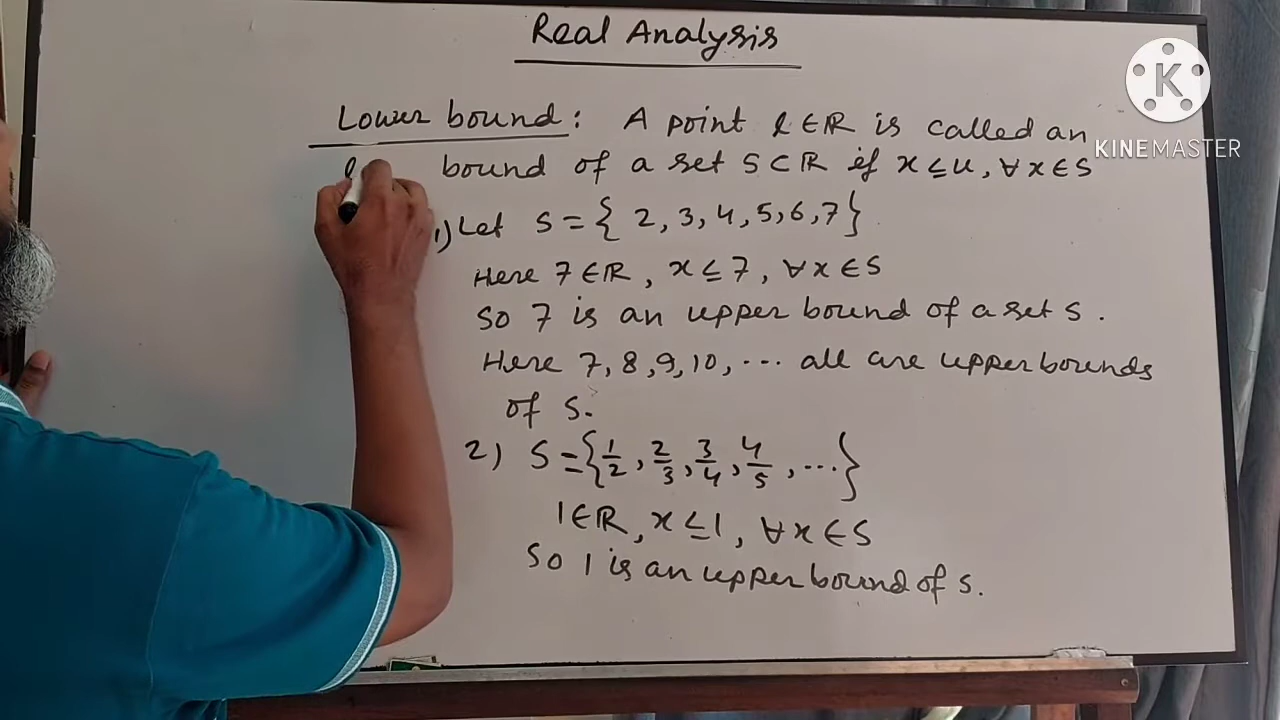 Real Analysis
Lower bound: A point l∈ℝ is called an
bound of a set S⊂ℝ if x≤u, ∀x∈S
1) Let S={2,3,4,5,6,7}
Here 7∈ℝ, x≤7, ∀x∈S
So 7 is an upper bound of a set S.
Here 7,8,9,10,... all are upper bounds
of S.
2) S={1/2, 2/3, 3/4, 4/5, ...}
1∈ℝ, x≤1, ∀x∈S
So 1 is an upper bound of S.
K
KINEMASTER